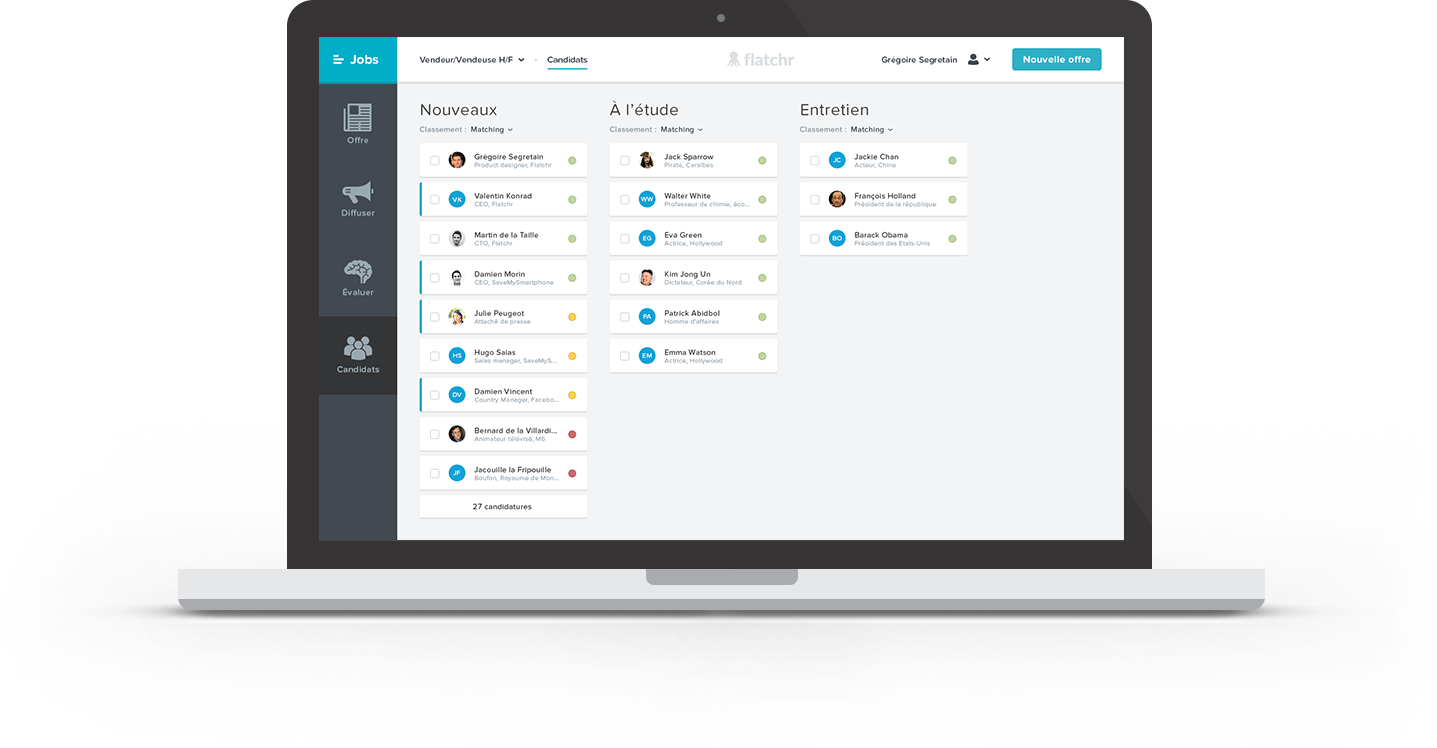 Jobs
Vendeur/Vendeuse H/F
Candidats
flatchr
Grégoire Segretain
Nouvelle offre
Offre
Diffuser
Évaluer
Candidats
Nouveaux
Classement : Matching
Grégoire Segretain
Product designer, Flatchr
VK
Valentin Konrad
CEO, Flatchr
Martin de la Taille
CTO, Flatchr
Damien Morin
CEO, SaveMySmartphone
Julie Peugeot
Attaché de presse
HS
Hugo Saias
Sales manager, SaveMyS...
DV
Damien Vincent
Country Manager, Facebo...
Bernard de la Villardi...
Animateur télévisé, M6
JF
Jacouille la Fripouille
Boufon, Royaume de Mon...
27 candidatures
À l'étude
Classement : Matching
Jack Sparrow
Pirate, Caraïbes
WW
Walter White
Professeur de chimie, éco...
EG
Eva Green
Actrice, Hollywood
Kim Jong Un
Dictateur, Corée du Nord
PA
Patrick Abidbol
Homme d'affaires
EM
Emma Watson
Actrice, Hollywood
Entretien
Classement : Matching
JC
Jackie Chan
Acteur, Chine
François Holland
Président de la république
BO
Barack Obama
Président des Etats-Unis